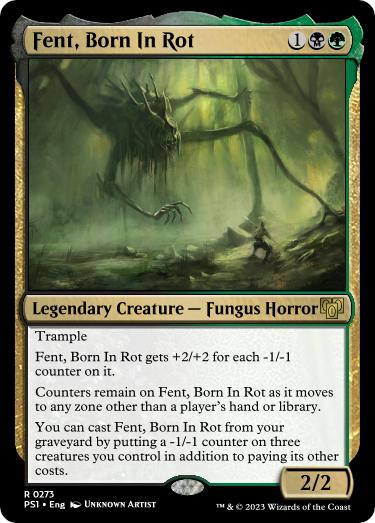 Fent, Born In Rot 1
Legendary Creature — Fungus Horror
Trample
Fent, Born In Rot gets +2/+2 for each -1/-1
counter on it.
Counters remain on Fent, Born In Rot as it moves
to any zone other than a player's hand or library.
You can cast Fent, Born In Rot from your
graveyard by putting a -1/-1 counter on three
creatures you control in addition to paying its other
costs.
2/2
R 0273
PS1 • Eng Unknown Artist
™ & © 2023 Wizards of the Coast